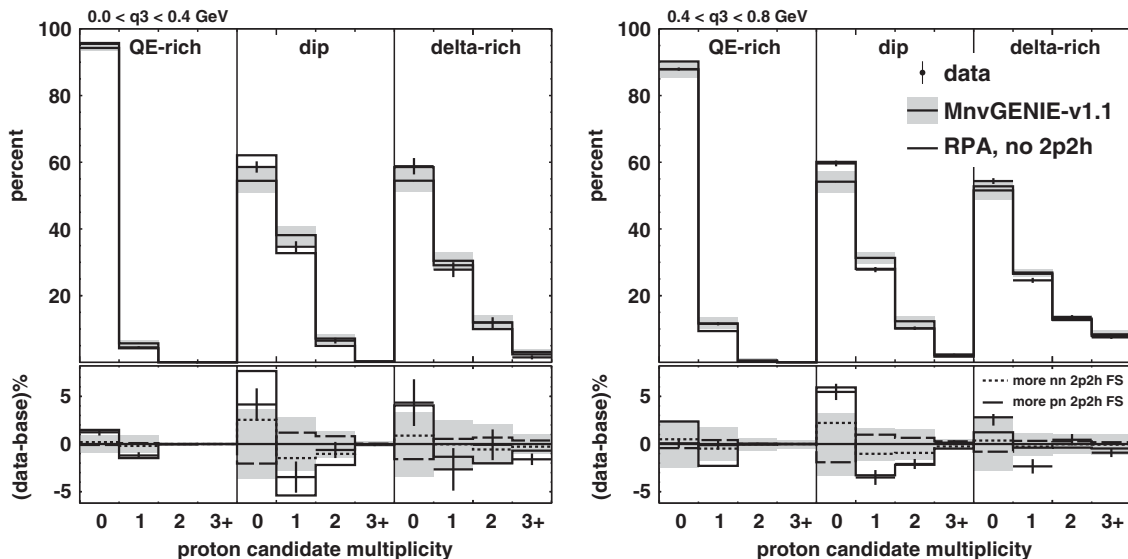 0.0 < q3 < 0.4 GeV
100
80
60
40
20
percent
QE-rich
dip
delta-rich
5
0
-5
(data-base)%
0 1 2 3+ 0 1 2 3+ 0 1 2 3+
proton candidate multiplicity
0.4 < q3 < 0.8 GeV
100
80
60
40
20
percent
QE-rich
dip
delta-rich
data
MnvGENIE-v1.1
RPA, no 2p2h
5
0
-5
(data-base)%
more nn 2p2h FS
more pn 2p2h FS
0 1 2 3+ 0 1 2 3+ 0 1 2 3+
proton candidate multiplicity